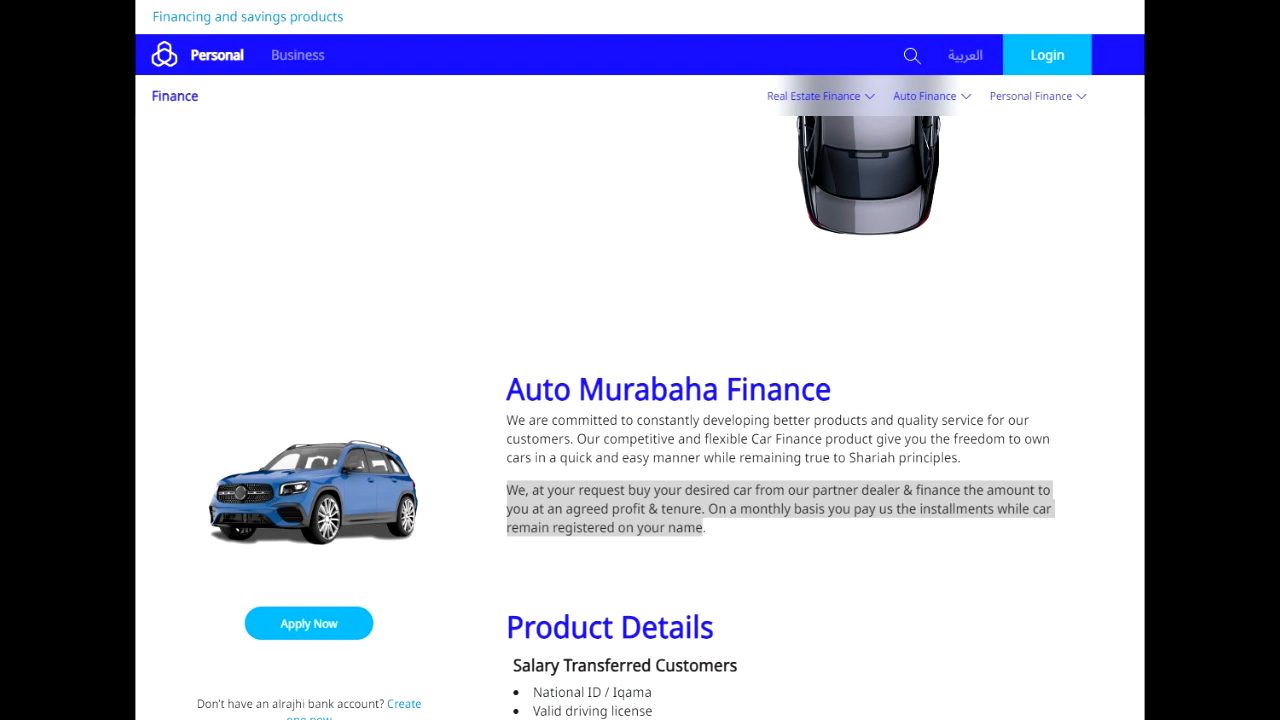 Financing and savings products
Personal Business العربية Login
Finance Real Estate Finance Auto Finance Personal Finance
Auto Murabaha Finance
We are committed to constantly developing better products and quality service for our
customers. Our competitive and flexible Car Finance product give you the freedom to own
cars in a quick and easy manner while remaining true to Shariah principles.
We, at your request buy your desired car from our partner dealer & finance the amount to
you at an agreed profit & tenure. On a monthly basis you pay us the installments while car
remain registered on your name.
Apply Now
Product Details
Salary Transferred Customers
• National ID / Iqama
• Valid driving license
Don't have an alrajhi bank account? Create
one now